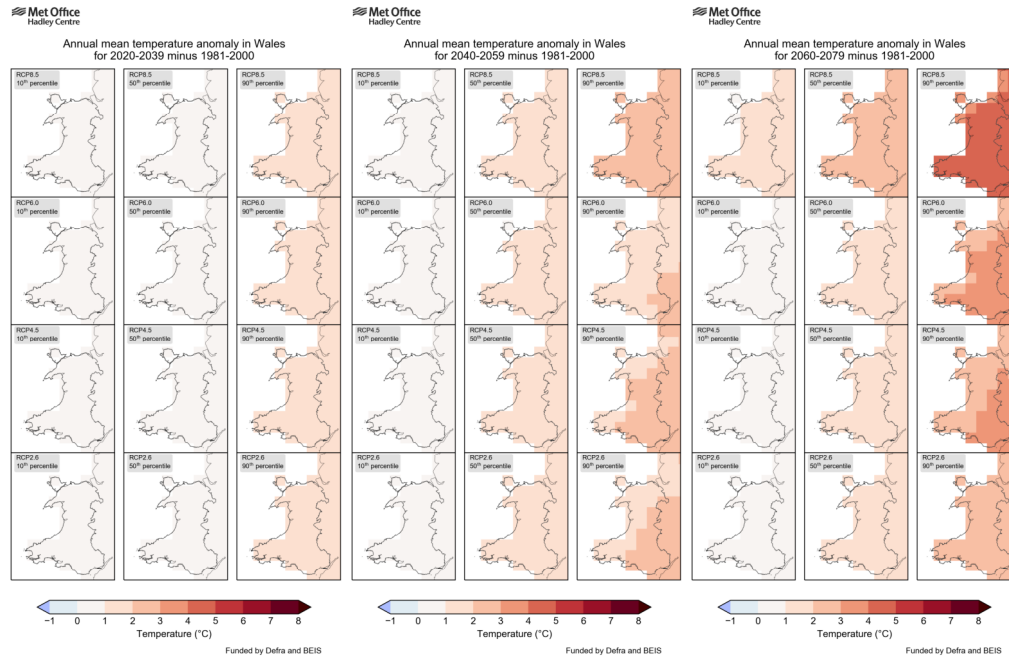 Met Office
Hadley Centre
Annual mean temperature anomaly in Wales
for 2020-2039 minus 1981-2000
RCP8.5
10th percentile
RCP8.5
50th percentile
RCP8.5
90th percentile
RCP6.0
10th percentile
RCP6.0
50th percentile
RCP6.0
90th percentile
RCP4.5
10th percentile
RCP4.5
50th percentile
RCP4.5
90th percentile
RCP2.6
10th percentile
RCP2.6
50th percentile
RCP2.6
90th percentile
−1 0 1 2 3 4 5 6 7 8
Temperature (°C)
Funded by Defra and BEIS
Met Office
Hadley Centre
Annual mean temperature anomaly in Wales
for 2040-2059 minus 1981-2000
RCP8.5
10th percentile
RCP8.5
50th percentile
RCP8.5
90th percentile
RCP6.0
10th percentile
RCP6.0
50th percentile
RCP6.0
90th percentile
RCP4.5
10th percentile
RCP4.5
50th percentile
RCP4.5
90th percentile
RCP2.6
10th percentile
RCP2.6
50th percentile
RCP2.6
90th percentile
−1 0 1 2 3 4 5 6 7 8
Temperature (°C)
Funded by Defra and BEIS
Met Office
Hadley Centre
Annual mean temperature anomaly in Wales
for 2060-2079 minus 1981-2000
RCP8.5
10th percentile
RCP8.5
50th percentile
RCP8.5
90th percentile
RCP6.0
10th percentile
RCP6.0
50th percentile
RCP6.0
90th percentile
RCP4.5
10th percentile
RCP4.5
50th percentile
RCP4.5
90th percentile
RCP2.6
10th percentile
RCP2.6
50th percentile
RCP2.6
90th percentile
−1 0 1 2 3 4 5 6 7 8
Temperature (°C)
Funded by Defra and BEIS